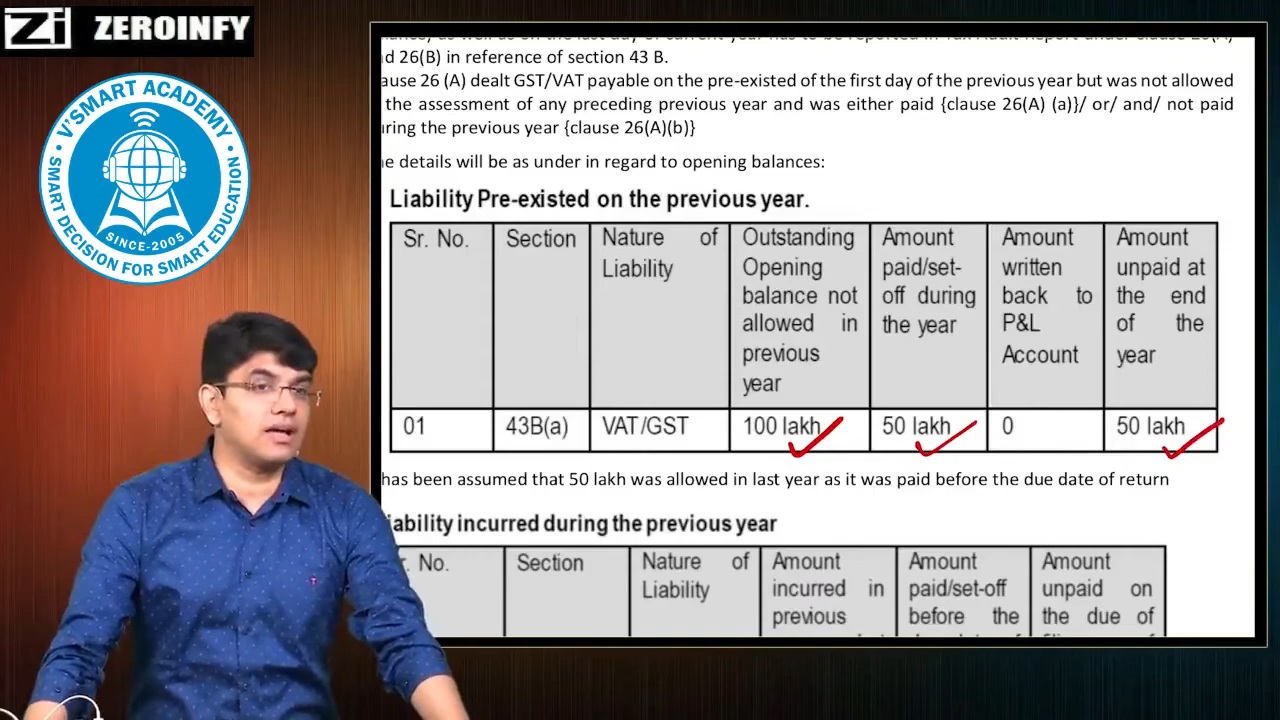 Zi ZEROINFY
V'SMART ACADEMY
SINCE-2005
SMART DECISION FOR SMART EDUCATION
26(B) in reference of section 43 B.
26 (A) dealt GST/VAT payable on the pre-existed of the first day of the previous year but was not allowed
the assessment of any preceding previous year and was either paid {clause 26(A) (a)}/ or/ and/ not paid
the previous year {clause 26(A)(b)}
details will be as under in regard to opening balances:
Liability Pre-existed on the previous year.
Sr. No. Section Nature of Liability Outstanding Opening balance not allowed in previous year Amount paid/set-off during the year Amount written back to P&L Account Amount unpaid at the end of the year
01 43B(a) VAT/GST 100 lakh 50 lakh 0 50 lakh
has been assumed that 50 lakh was allowed in last year as it was paid before the due date of return
iability incurred during the previous year
No. Section Nature of Liability Amount incurred in previous Amount paid/set-off before the Amount unpaid on the due of